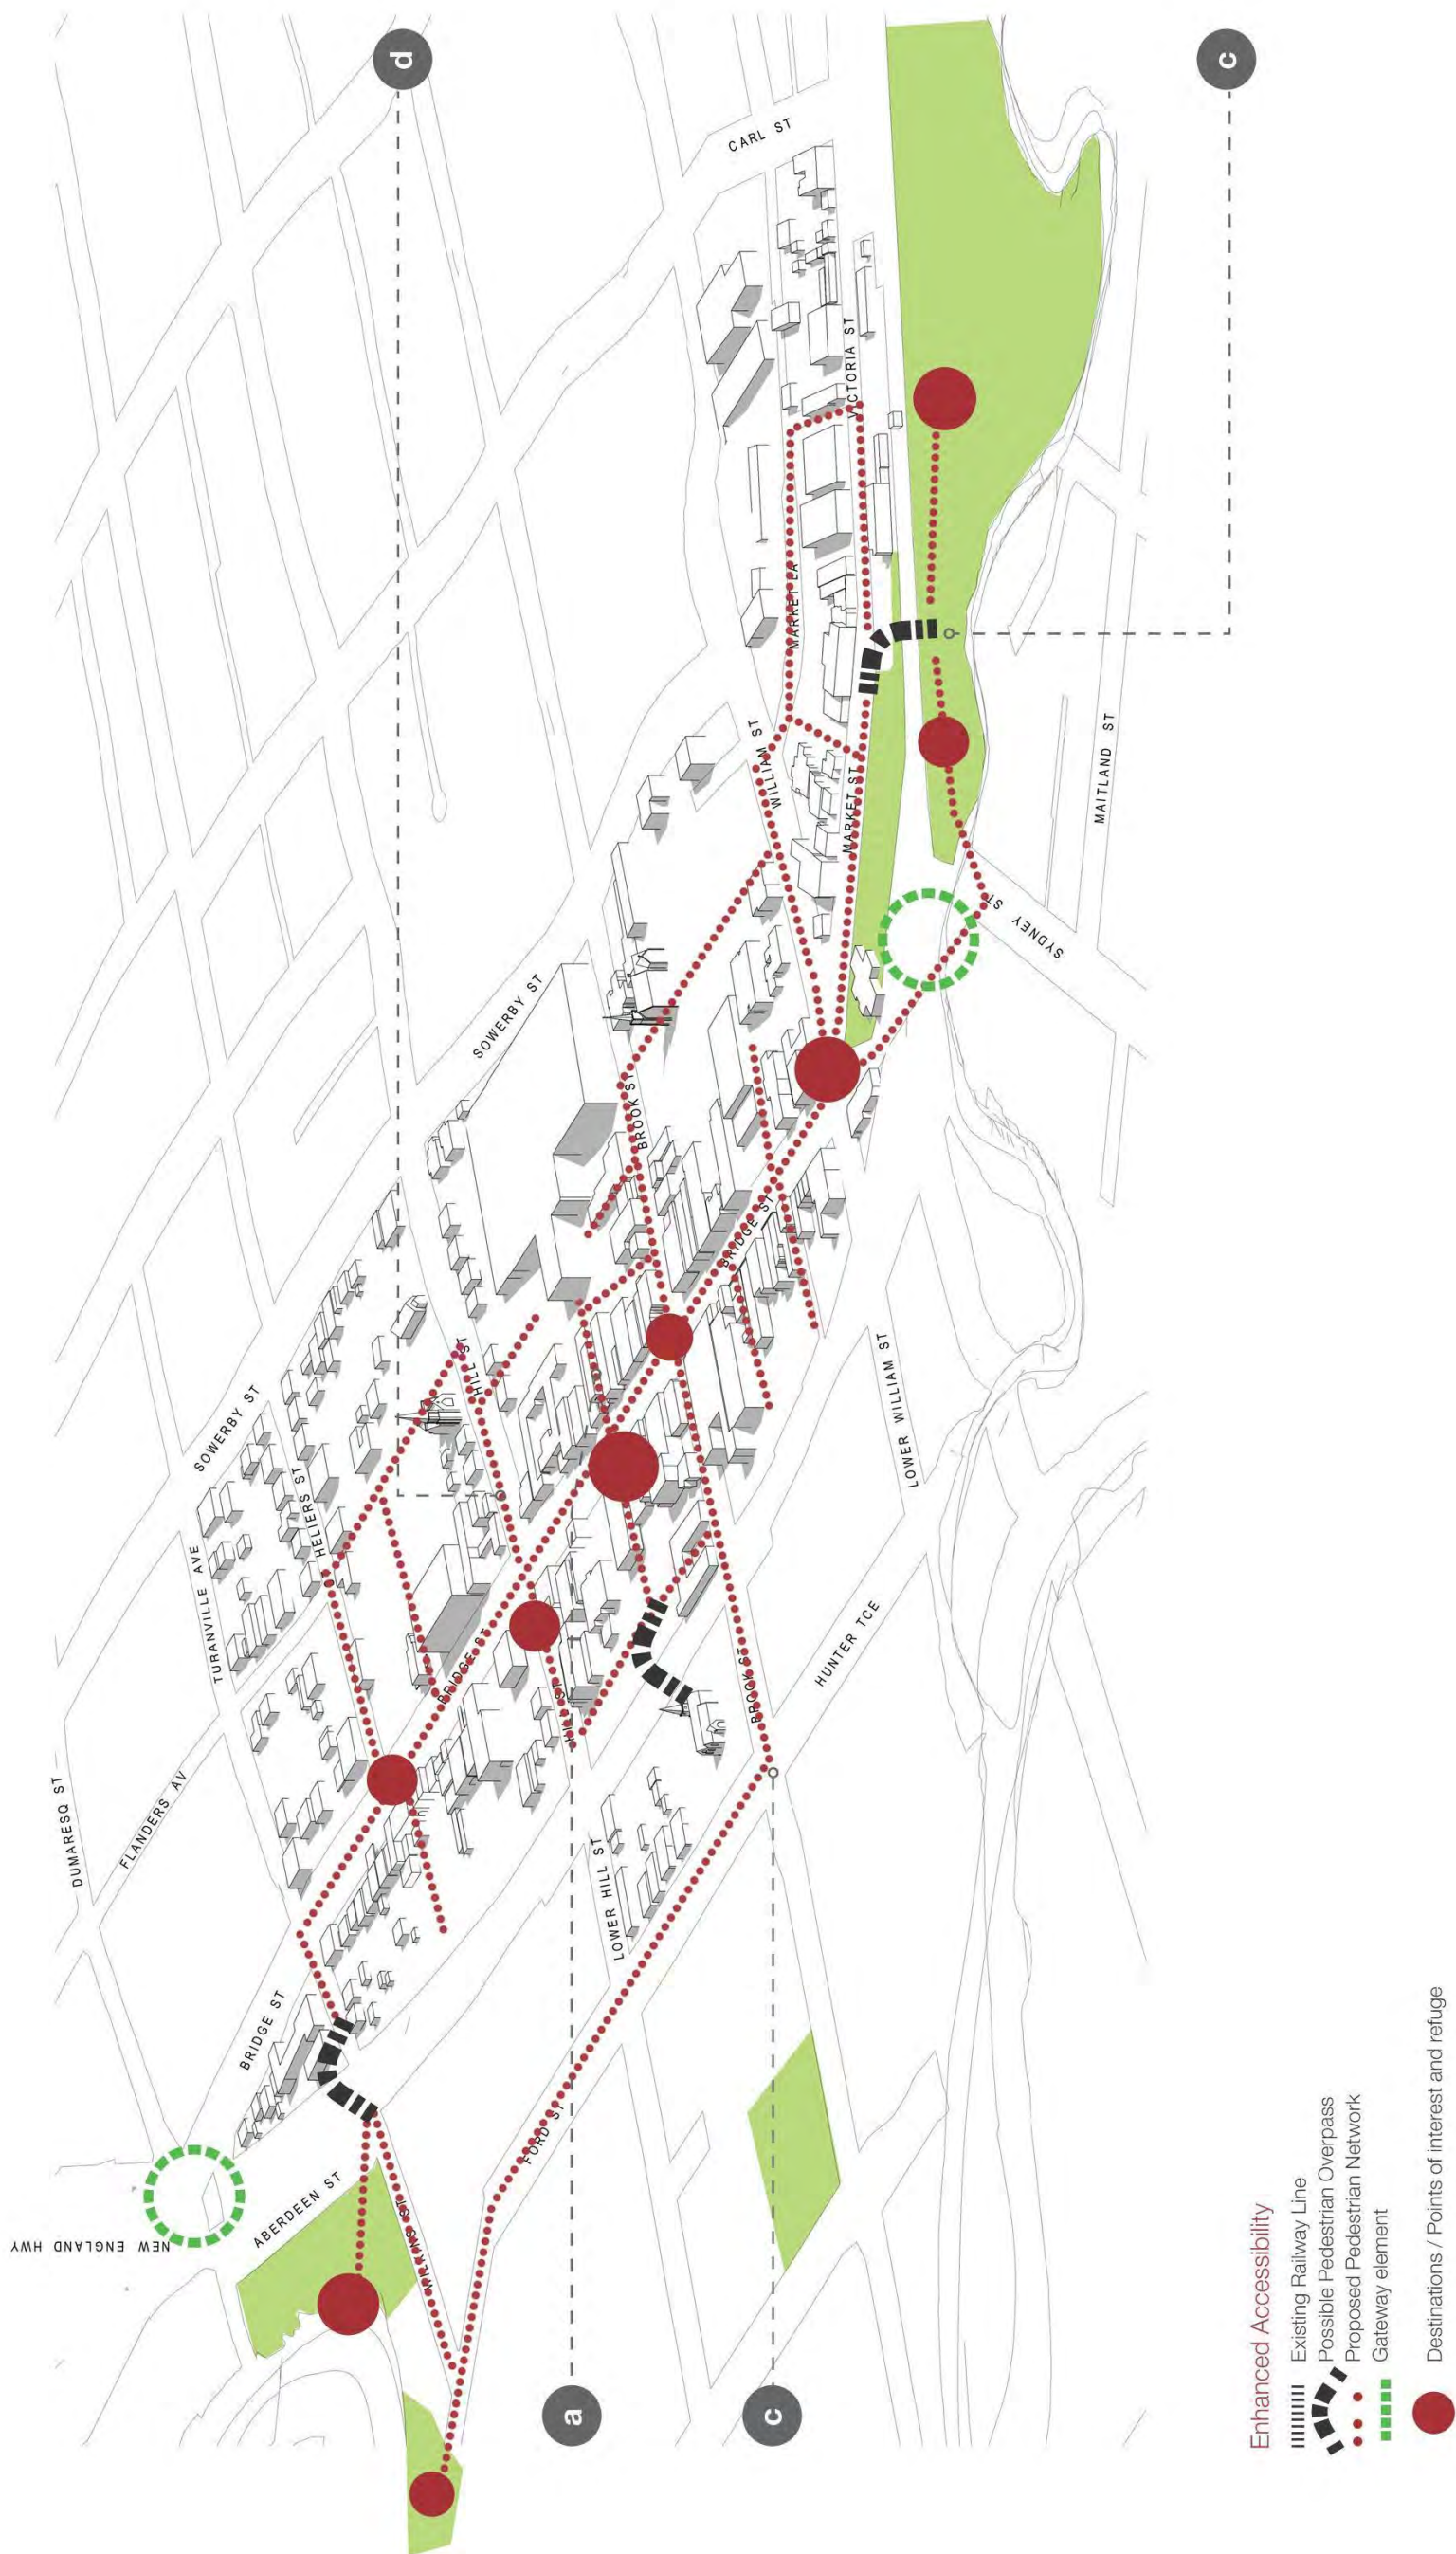 NEW ENGLAND HWY
DUMARESQ ST
FLANDERS AV
TURANVILLE AVE
SOWERBY ST
BRIDGE ST
ABERDEEN ST
HELIERS ST
SOWERBY ST
HILL ST
BRIDGE ST
HILL ST
LOWER HILL ST
FORD ST
BROOK ST
HUNTER TCE
LOWER WILLIAM ST
BRIDGE ST
BROOK ST
WILLIAM ST
MARKET LA
MARKET ST
VICTORIA ST
CARL ST
SYDNEY ST
MAITLAND ST
d
a
c
c
Enhanced Accessibility
Existing Railway Line
Possible Pedestrian Overpass
Proposed Pedestrian Network
Gateway element
Destinations / Points of interest and refuge